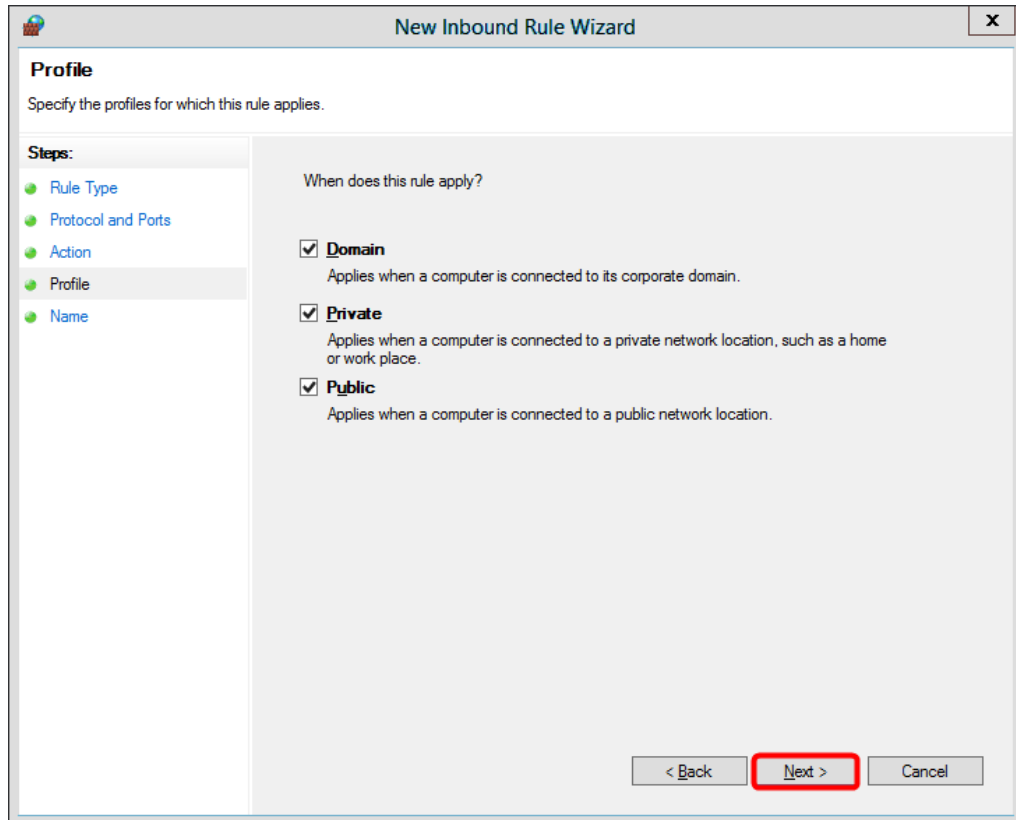 New Inbound Rule Wizard
x
Profile
Specify the profiles for which this rule applies.
Steps:
Rule Type
Protocol and Ports
Action
Profile
Name
When does this rule apply?
Domain
Applies when a computer is connected to its corporate domain.
Private
Applies when a computer is connected to a private network location, such as a home
or work place.
Public
Applies when a computer is connected to a public network location.
< Back
Next >
Cancel